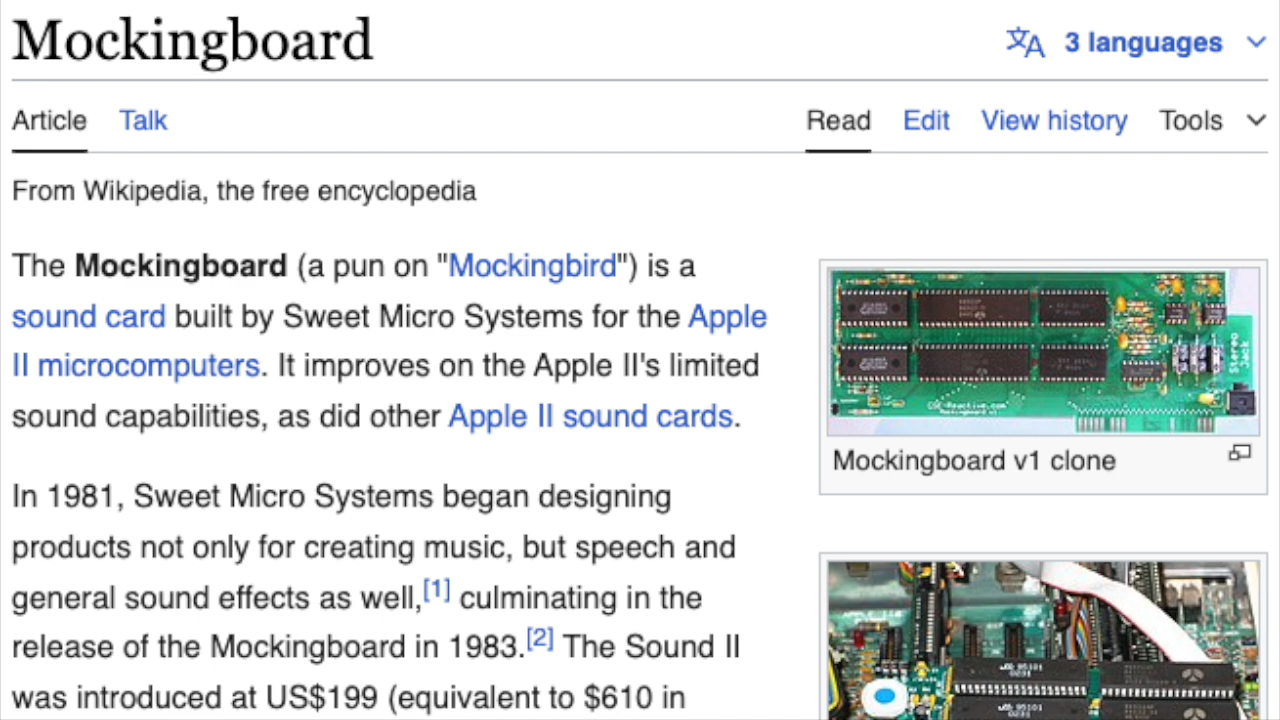 Mockingboard
3 languages
Article Talk
Read Edit View history Tools
From Wikipedia, the free encyclopedia
The Mockingboard (a pun on "Mockingbird") is a
sound card built by Sweet Micro Systems for the Apple
II microcomputers. It improves on the Apple II's limited
sound capabilities, as did other Apple II sound cards.
In 1981, Sweet Micro Systems began designing
products not only for creating music, but speech and
general sound effects as well,[1] culminating in the
release of the Mockingboard in 1983.[2] The Sound II
was introduced at US$199 (equivalent to $610 in
Stereo
Jack
Mockingboard v1 clone